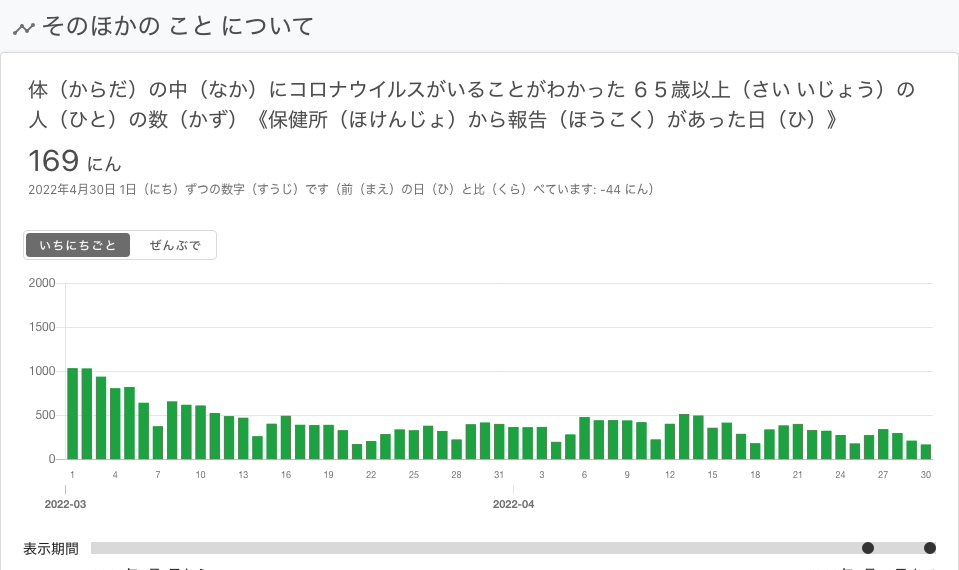 そのほかの こと について
体（からだ）の中（なか）にコロナウイルスがいることがわかった ６５歳以上（さい いじょう）の
人（ひと）の数（かず）《保健所（ほけんじょ）から報告（ほうこく）があった日（ひ）》
169 にん
2022年4月30日 1日（にち）ずつの数字（すうじ）です（前（まえ）の日（ひ）と比（くら）べています: -44 にん）
いちにちごと ぜんぶで
2000
1500
1000
500
0
1 4 7 10 13 16 19 22 25 28 31 3 6 9 12 15 18 21 24 27 30
2022-03 2022-04
表示期間